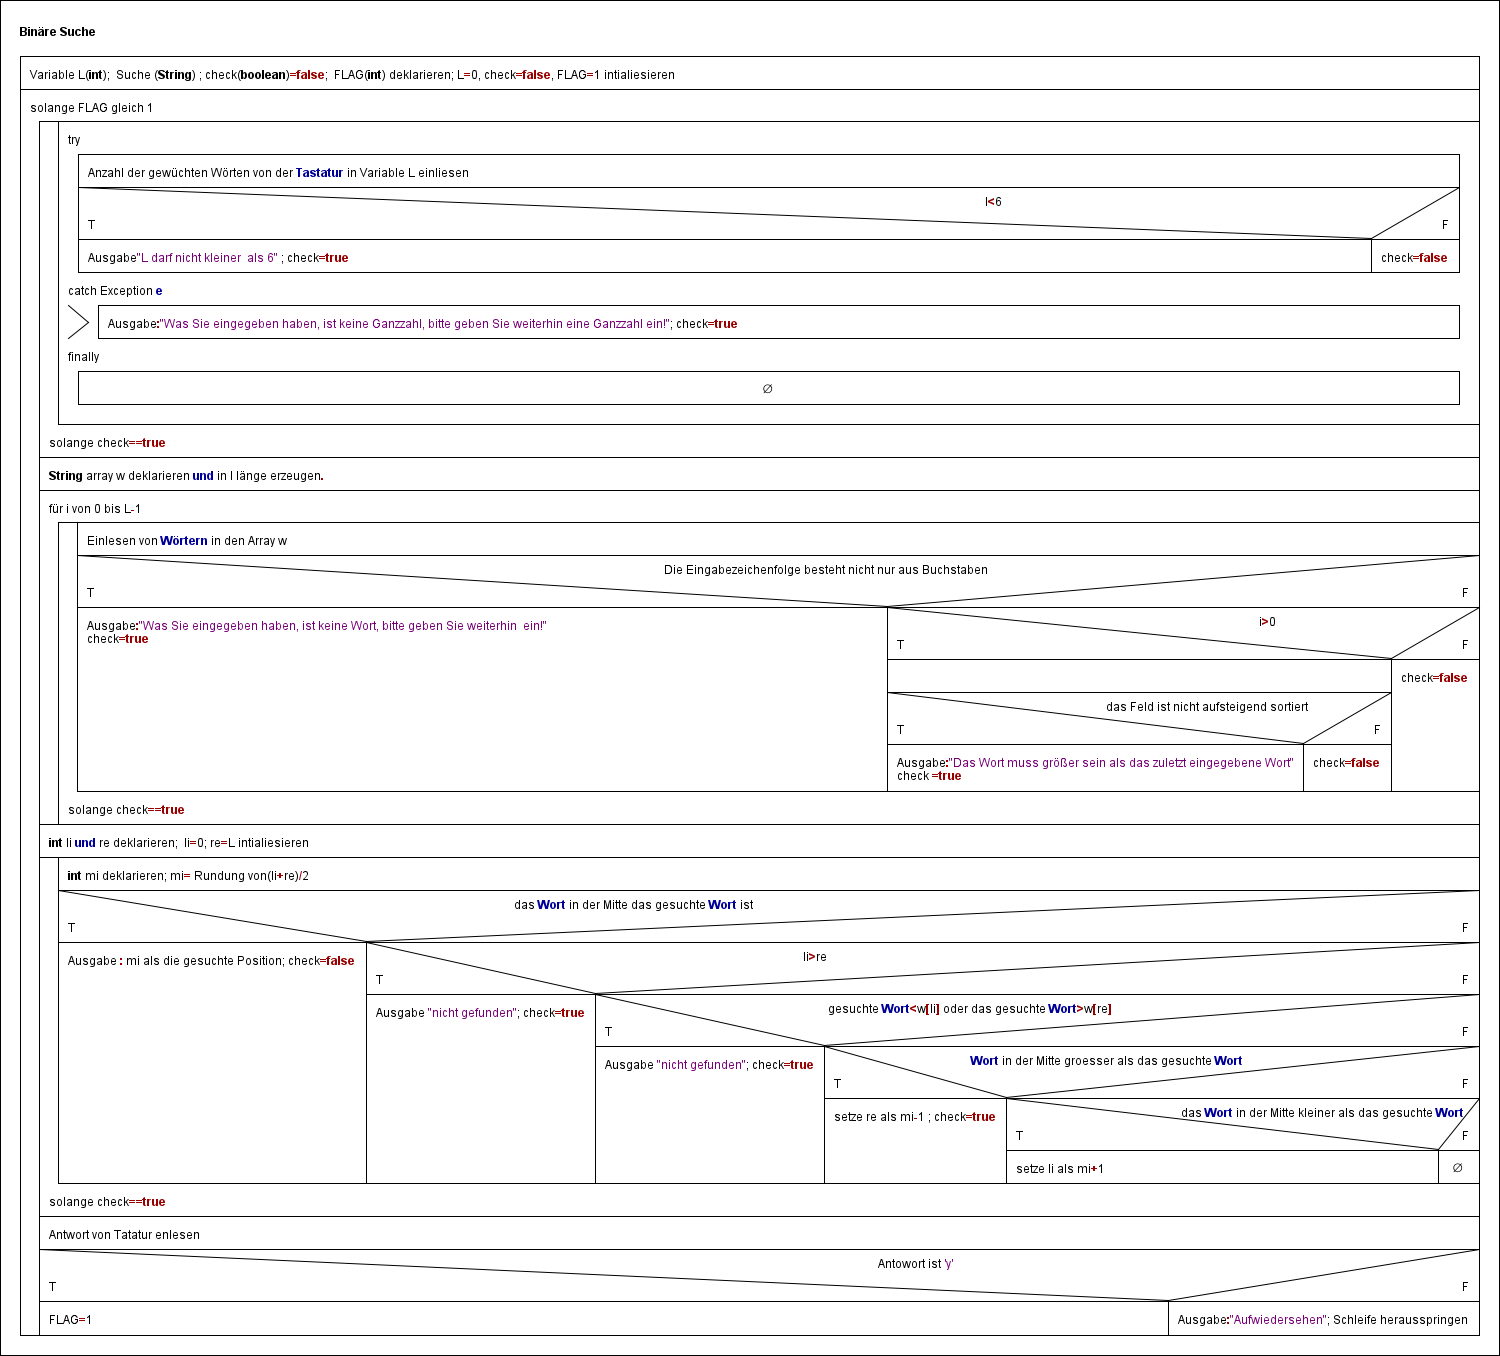 Binäre Suche
Variable L(int);  Suche (String) ; check(boolean)=false;  FLAG(int) deklarieren; L=0, check=false, FLAG=1 intialiesieren
solange FLAG gleich 1
try
Anzahl der gewüchten Wörten von der Tastatur in Variable L einliesen
l<6
T
F
Ausgabe"L darf nicht kleiner  als 6" ; check=true
check=false
catch Exception e
Ausgabe:"Was Sie eingegeben haben, ist keine Ganzzahl, bitte geben Sie weiterhin eine Ganzzahl ein!"; check=true
finally
∅
solange check==true
String array w deklarieren und in l länge erzeugen.
für i von 0 bis L-1
Einlesen von Wörtern in den Array w
Die Eingabezeichenfolge besteht nicht nur aus Buchstaben
T
F
Ausgabe:"Was Sie eingegeben haben, ist keine Wort, bitte geben Sie weiterhin  ein!"
check=true
i>0
T
F
check=false
das Feld ist nicht aufsteigend sortiert
T
F
Ausgabe:"Das Wort muss größer sein als das zuletzt eingegebene Wort"
check =true
check=false
solange check==true
int li und re deklarieren;  li=0; re=L intialiesieren
int mi deklarieren; mi= Rundung von(li+re)/2
das Wort in der Mitte das gesuchte Wort ist
T
F
Ausgabe : mi als die gesuchte Position; check=false
li>re
T
F
Ausgabe "nicht gefunden"; check=true
gesuchte Wort<w[li] oder das gesuchte Wort>w[re]
T
F
Ausgabe "nicht gefunden"; check=true
Wort in der Mitte groesser als das gesuchte Wort
T
F
setze re als mi-1 ; check=true
das Wort in der Mitte kleiner als das gesuchte Wort
T
F
setze li als mi+1
∅
solange check==true
Antwort von Tatatur enlesen
Antowort ist 'y'
T
F
FLAG=1
Ausgabe:"Aufwiedersehen"; Schleife herausspringen